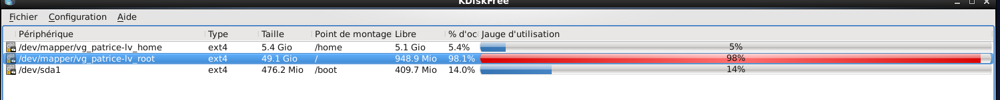 KDiskFree
Fichier Configuration Aide
Périphérique Type Taille Point de montage Libre % d'oc Jauge d'utilisation
/dev/mapper/vg_patrice-lv_home ext4 5.4 Gio /home 5.1 Gio 5.4% 5%
/dev/mapper/vg_patrice-lv_root ext4 49.1 Gio / 948.9 Mio 98.1% 98%
/dev/sda1 ext4 476.2 Mio /boot 409.7 Mio 14.0% 14%